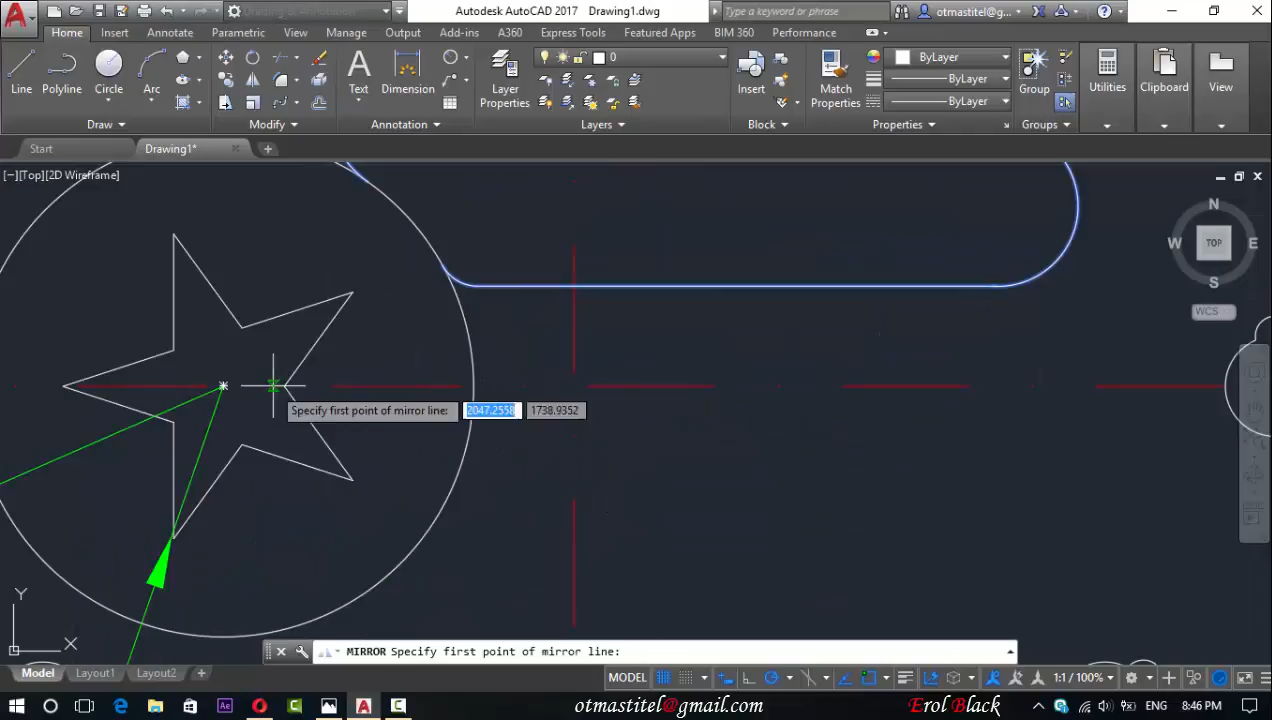 Autodesk AutoCAD 2017 Drawing1.dwg
Type a keyword or phrase
otmastitel@g...
Home Insert Annotate Parametric View Manage Output Add-ins A360 Express Tools Featured Apps BIM 360 Performance
Line Polyline Circle Arc
Text Dimension
Layer Properties
0
Insert
Match Properties
ByLayer
ByLayer
ByLayer
Group Utilities Clipboard View
Draw Modify Annotation Layers Block Properties Groups
Start Drawing1*
[−][Top][2D Wireframe]
N
W TOP E
S
WCS
Specify first point of mirror line: 2047.2558 1738.9352
Y
X
MIRROR Specify first point of mirror line:
Model Layout1 Layout2 MODEL 1:1 / 100%
otmastitel@gmail.com Erol Black
ENG 8:46 PM